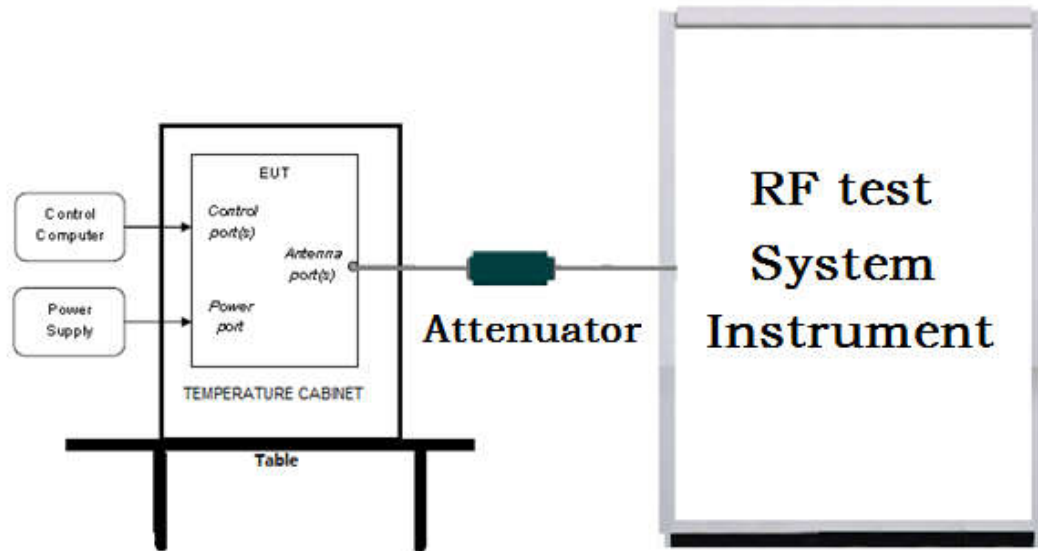 Control
Computer
Power
Supply
EUT
Control
port(s)
Antenna
port(s)
Power
port
TEMPERATURE CABINET
Table
Attenuator
RF test
System
Instrument